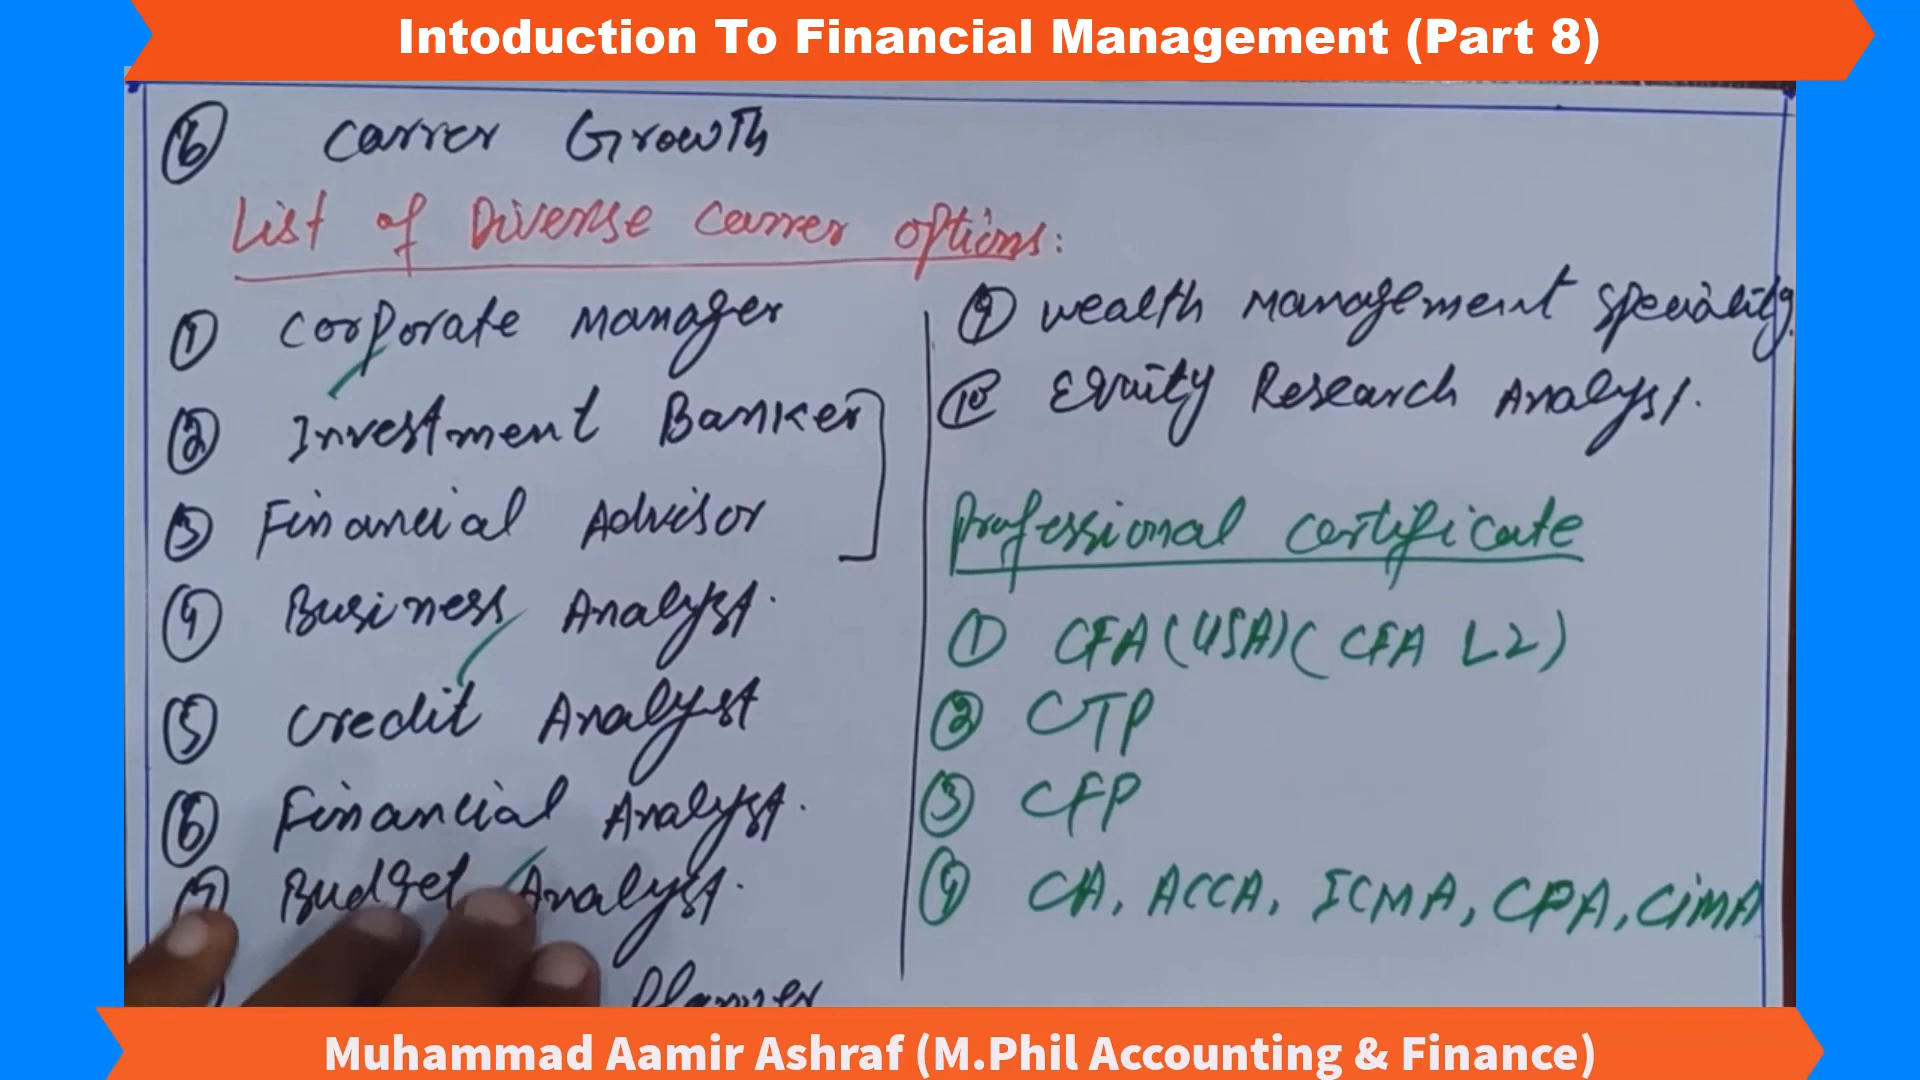 Intoduction To Financial Management (Part 8)
6 Carrer Growth
List of Diverse Carrer options:
1 Corporate Manager
2 Investment Banker
3 Financial Advisor
4 Business Analyst.
5 Credit Analyst
6 Financial Analyst.
7 Budget Analyst.
Planner
9 Wealth Management Speciality.
10 Equity Research Analyst.
Professional Certificate
1 CFA (USA) (CFA L2)
2 CTP
3 CFP
4 CA, ACCA, ICMA, CPA, CiMA
Muhammad Aamir Ashraf (M.Phil Accounting & Finance)